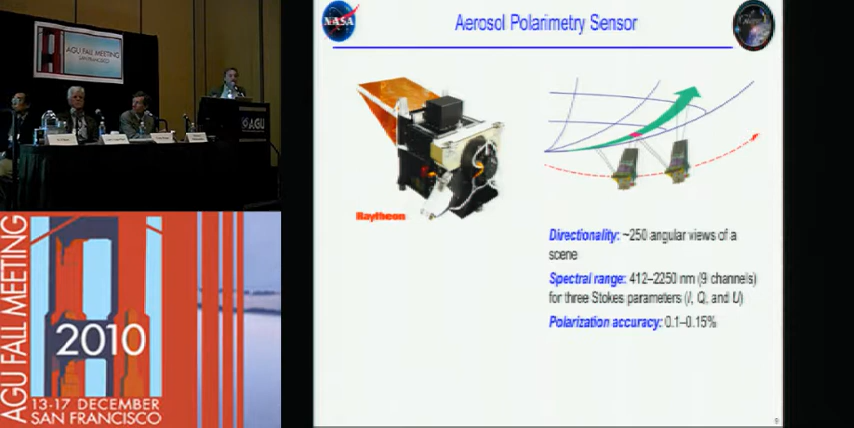 AGU FALL MEETING
SAN FRANCISCO
AGU
AGU FALL MEETING
2010
13-17 DECEMBER
SAN FRANCISCO
NASA
Aerosol Polarimetry Sensor
Raytheon
Directionality: ~250 angular views of a
scene
Spectral range: 412–2250 nm (9 channels)
for three Stokes parameters (I, Q, and U)
Polarization accuracy: 0.1–0.15%
9